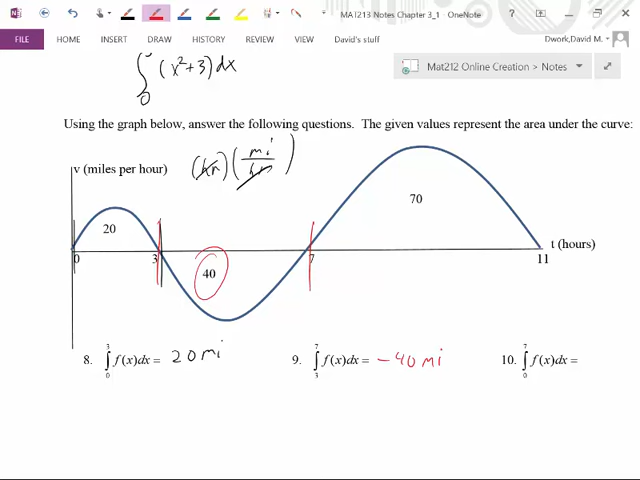 MAT213 Notes Chapter 3_1 - OneNote
FILE HOME INSERT DRAW HISTORY REVIEW VIEW David's stuff Dwork,David M.
Mat212 Online Creation > Notes
∫0 (x²+3)dx
Using the graph below, answer the following questions. The given values represent the area under the curve:
v (miles per hour) (hr)(mi/hr)
70
20
t (hours)
0 3 7 11
40
8. ∫₀³ f(x)dx = 20 mi 9. ∫₃⁷ f(x)dx = -40 mi 10. ∫₀⁷ f(x)dx =